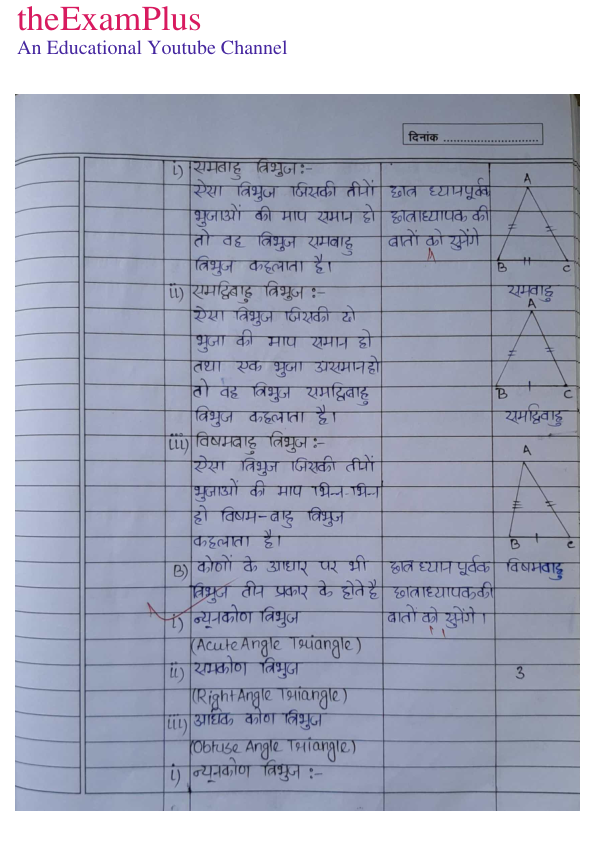 theExamPlus
An Educational Youtube Channel
दिनांक ............................
i) समबाहु त्रिभुज :-
ऐसा त्रिभुज जिसकी तीनों
भुजाओं की माप समान हो
तो वह त्रिभुज समबाहु
त्रिभुज कहलाता है।
ii) समद्विबाहु त्रिभुज :-
ऐसा त्रिभुज जिसकी दो
भुजा की माप समान हो
तथा एक भुजा असमान हो
तो वह त्रिभुज समद्विबाहु
त्रिभुज कहलाता है।
iii) विषमबाहु त्रिभुज :-
ऐसा त्रिभुज जिसकी तीनों
भुजाओं की माप भिन्न-भिन्न
हो विषम-बाहु त्रिभुज
कहलाता है।
B) कोणों के आधार पर भी
त्रिभुज तीन प्रकार के होते है
i) न्यूनकोण त्रिभुज
(Acute Angle Triangle)
ii) समकोण त्रिभुज
(Right Angle Triangle)
iii) अधिक कोण त्रिभुज
(Obtuse Angle Triangle)
i) न्यूनकोण त्रिभुज :-
छात्र ध्यानपूर्वक
छात्राध्यापक की
बातों को सुनेंगे
छात्र ध्यान पूर्वक
छात्राध्यापक की
बातों को सुनेंगे।
A
B C
समबाहु
A
B C
समद्विबाहु
A
B C
विषमबाहु
3